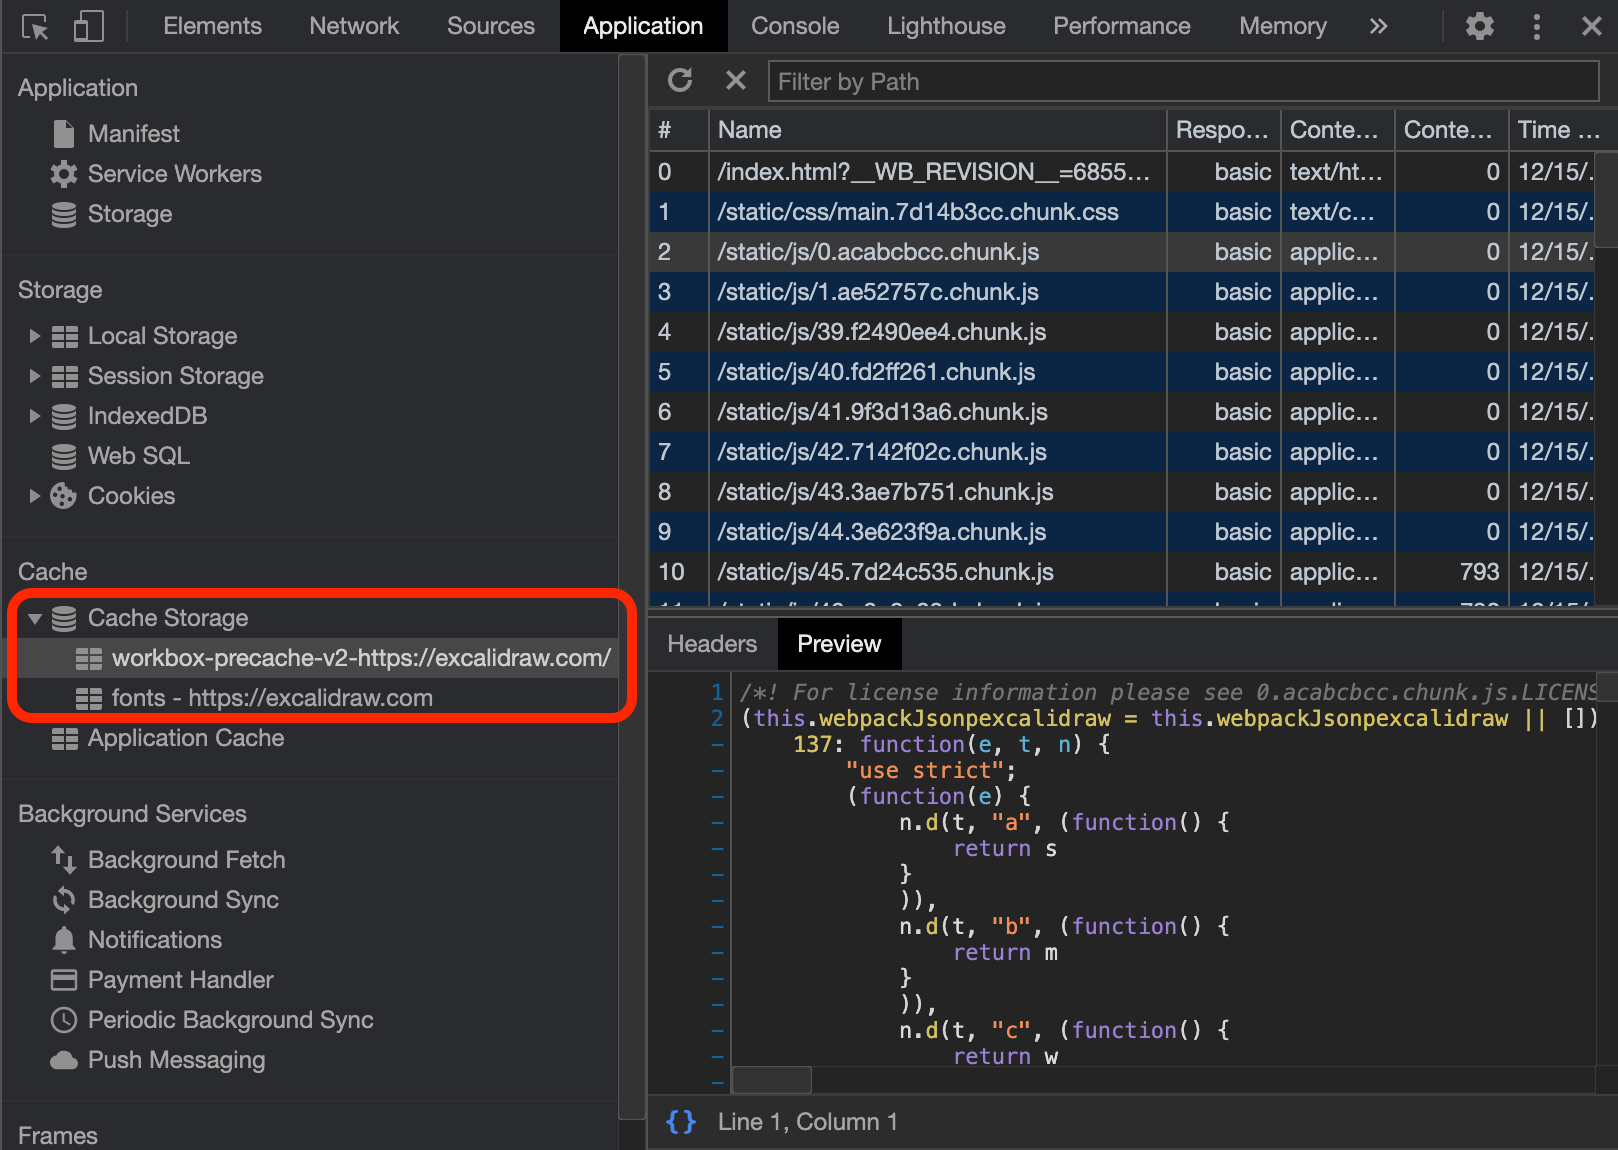 Elements Network Sources Application Console Lighthouse Performance Memory »
Application
Manifest
Service Workers
Storage
Storage
Local Storage
Session Storage
IndexedDB
Web SQL
Cookies
Cache
Cache Storage
workbox-precache-v2-https://excalidraw.com/
fonts - https://excalidraw.com
Application Cache
Background Services
Background Fetch
Background Sync
Notifications
Payment Handler
Periodic Background Sync
Push Messaging
Frames
Filter by Path
# Name Respo... Conte... Conte... Time ...
0 /index.html?__WB_REVISION__=6855... basic text/ht... 0 12/15/.
1 /static/css/main.7d14b3cc.chunk.css basic text/c... 0 12/15/.
2 /static/js/0.acabcbcc.chunk.js basic applic... 0 12/15/.
3 /static/js/1.ae52757c.chunk.js basic applic... 0 12/15/.
4 /static/js/39.f2490ee4.chunk.js basic applic... 0 12/15/.
5 /static/js/40.fd2ff261.chunk.js basic applic... 0 12/15/.
6 /static/js/41.9f3d13a6.chunk.js basic applic... 0 12/15/.
7 /static/js/42.7142f02c.chunk.js basic applic... 0 12/15/.
8 /static/js/43.3ae7b751.chunk.js basic applic... 0 12/15/.
9 /static/js/44.3e623f9a.chunk.js basic applic... 0 12/15/.
10 /static/js/45.7d24c535.chunk.js basic applic... 793 12/15/.
Headers Preview
1 /*! For license information please see 0.acabcbcc.chunk.js.LICENS
2 (this.webpackJsonpexcalidraw = this.webpackJsonpexcalidraw || [])
- 137: function(e, t, n) {
- "use strict";
- (function(e) {
- n.d(t, "a", (function() {
- return s
- }
- )),
- n.d(t, "b", (function() {
- return m
- }
- )),
- n.d(t, "c", (function() {
- return w
-
{} Line 1, Column 1